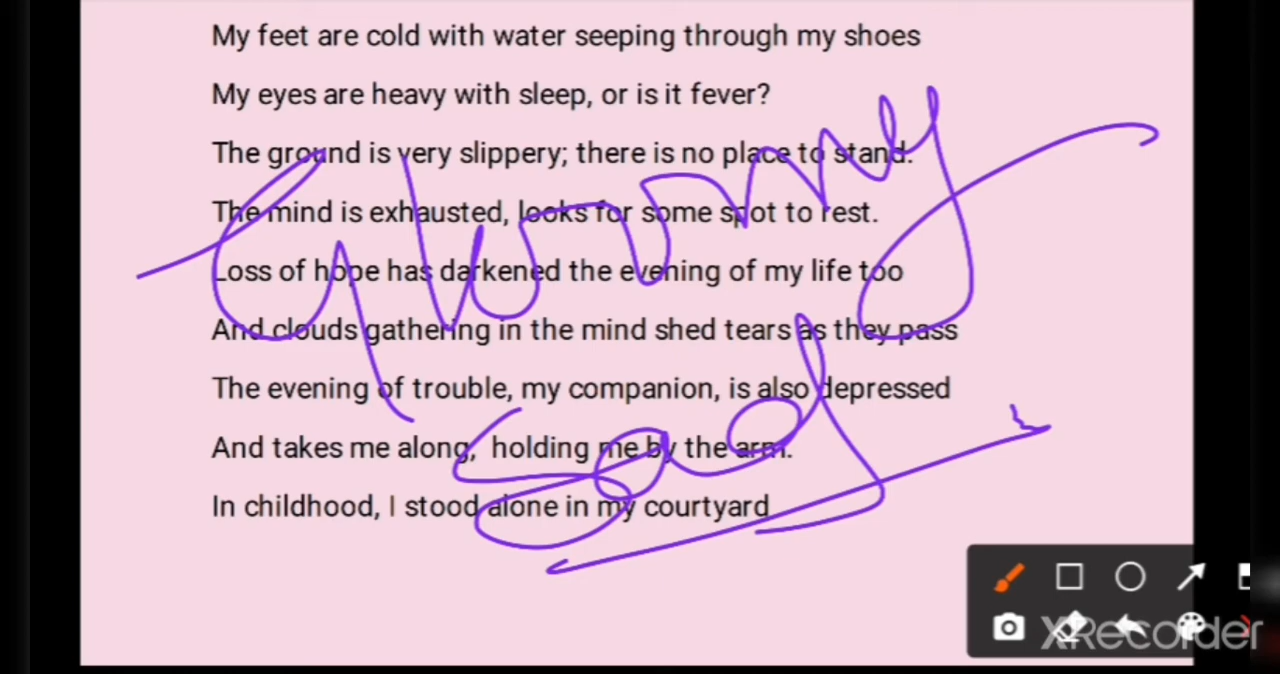 My feet are cold with water seeping through my shoes
My eyes are heavy with sleep, or is it fever?
The ground is very slippery; there is no place to stand.
The mind is exhausted, looks for some spot to rest.
Loss of hope has darkened the evening of my life too
And clouds gathering in the mind shed tears as they pass
The evening of trouble, my companion, is also depressed
And takes me along, holding me by the arm.
In childhood, I stood alone in my courtyard
Gloomy
Sad
XRecorder